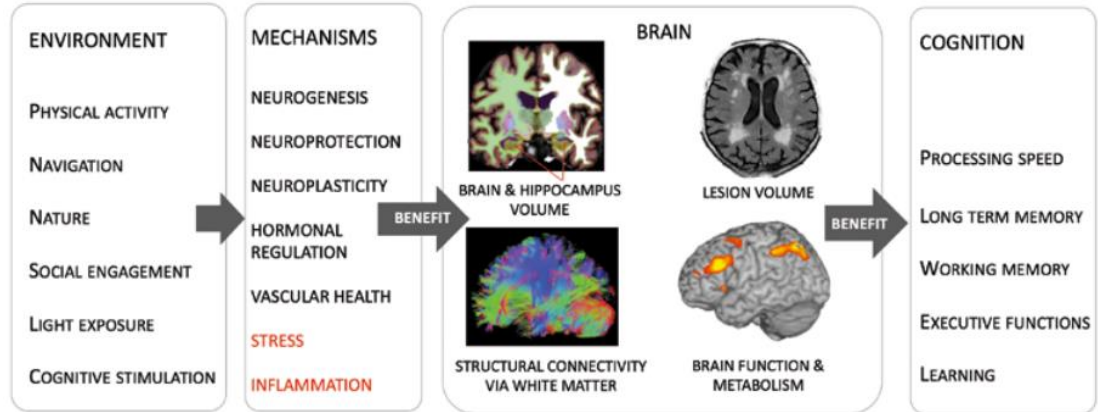 ENVIRONMENT
PHYSICAL ACTIVITY
NAVIGATION
NATURE
SOCIAL ENGAGEMENT
LIGHT EXPOSURE
COGNITIVE STIMULATION
MECHANISMS
NEUROGENESIS
NEUROPROTECTION
NEUROPLASTICITY
HORMONAL
REGULATION
VASCULAR HEALTH
STRESS
INFLAMMATION
BENEFIT
BRAIN
BRAIN & HIPPOCAMPUS
VOLUME
LESION VOLUME
STRUCTURAL CONNECTIVITY
VIA WHITE MATTER
BRAIN FUNCTION &
METABOLISM
BENEFIT
COGNITION
PROCESSING SPEED
LONG TERM MEMORY
WORKING MEMORY
EXECUTIVE FUNCTIONS
LEARNING